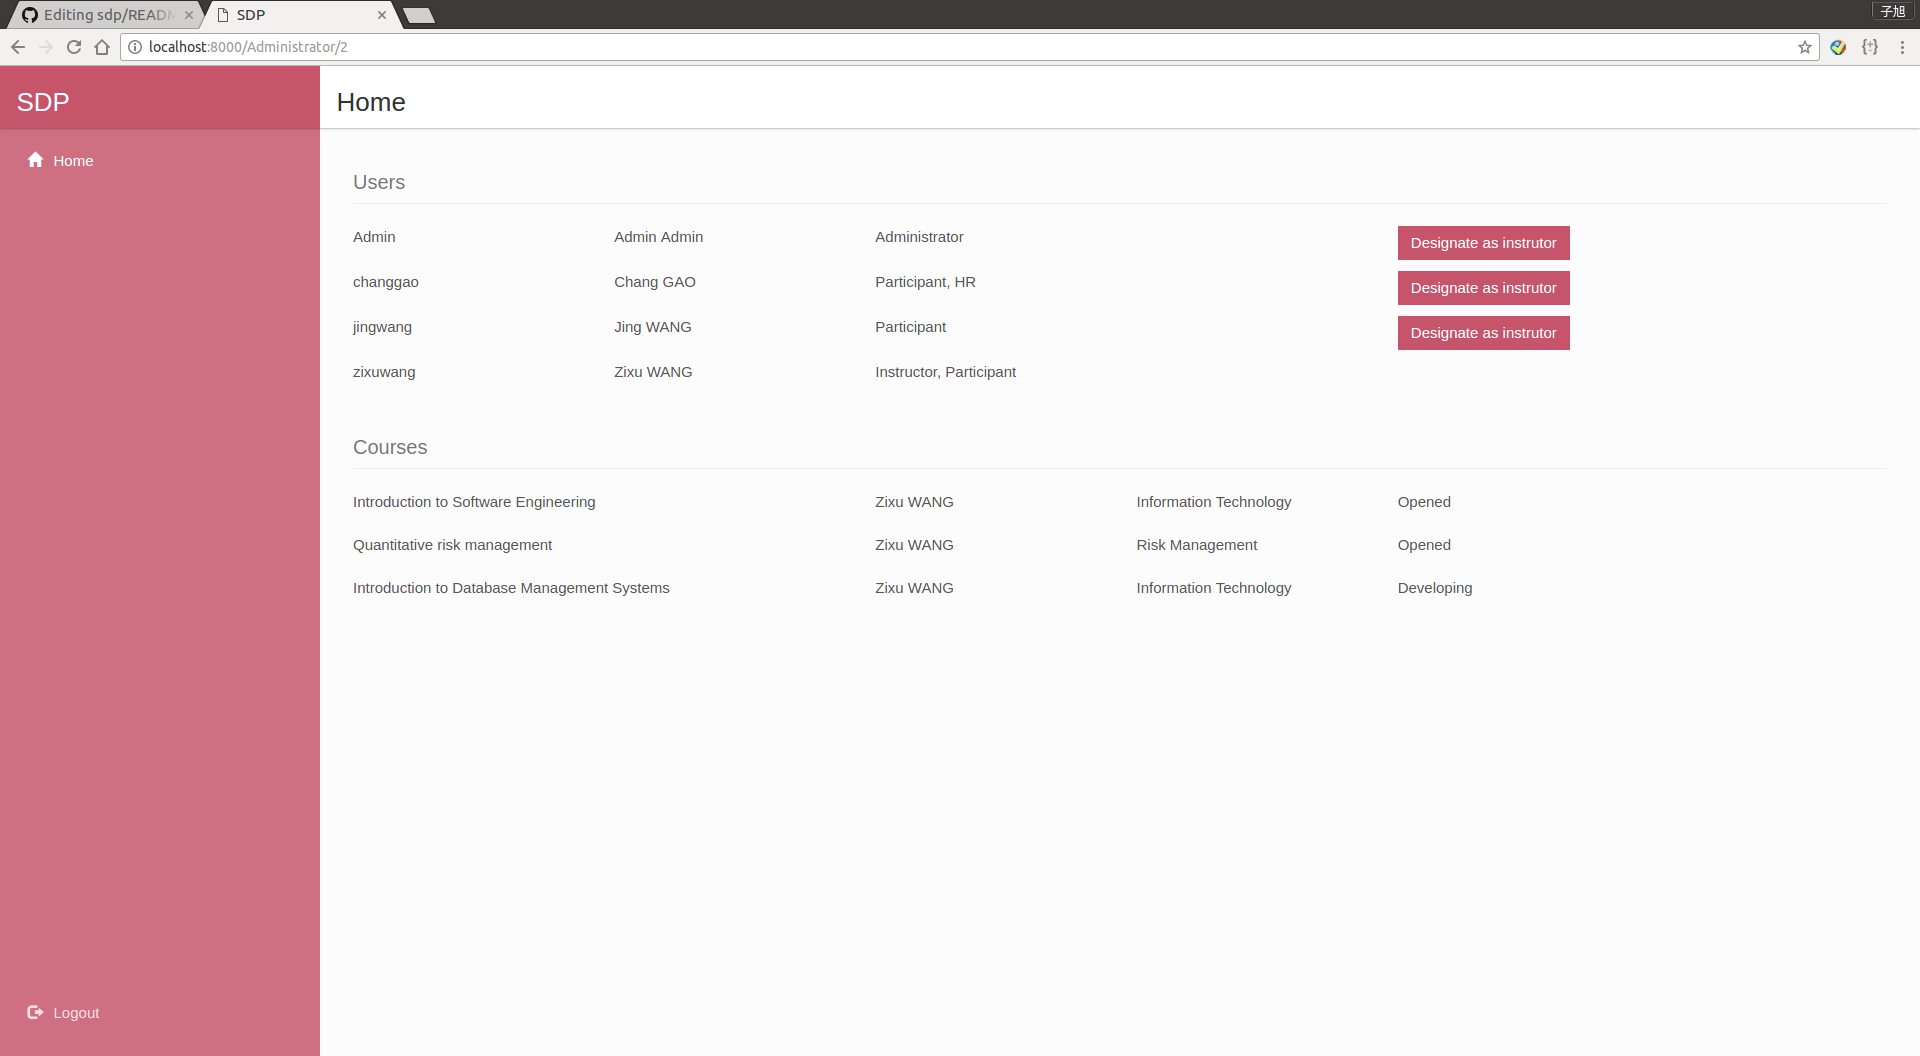 Editing sdp/READM
SDP
子旭
localhost:8000/Administrator/2
SDP
Home
Home
Users
Admin Admin Admin Administrator Designate as instrutor
changgao Chang GAO Participant, HR Designate as instrutor
jingwang Jing WANG Participant Designate as instrutor
zixuwang Zixu WANG Instructor, Participant
Courses
Introduction to Software Engineering Zixu WANG Information Technology Opened
Quantitative risk management Zixu WANG Risk Management Opened
Introduction to Database Management Systems Zixu WANG Information Technology Developing
Logout